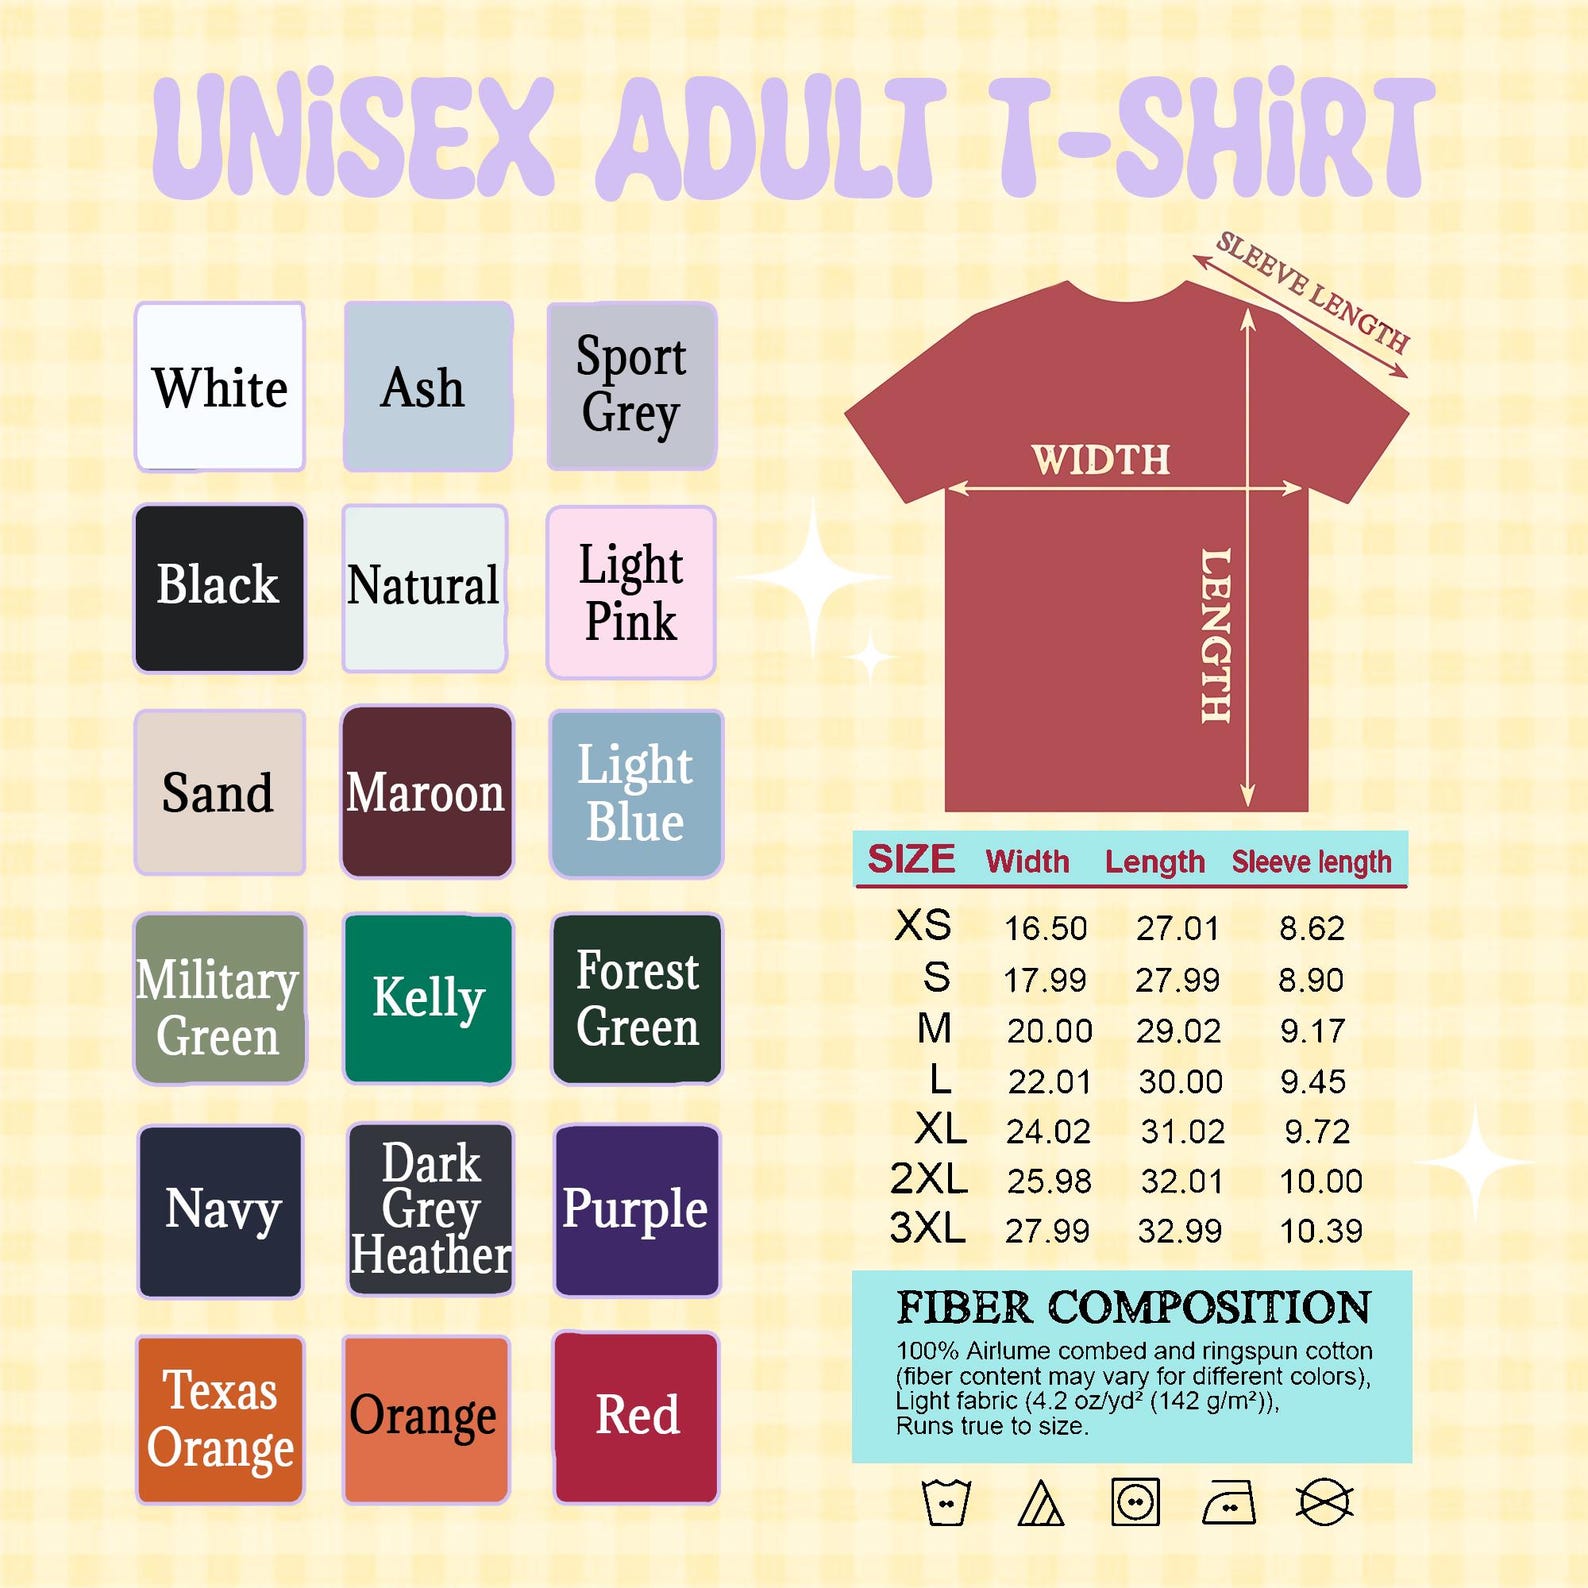 UNiSEX ADULT T-SHiRT
White
Ash
Sport
Grey
Black
Natural
Light
Pink
Sand
Maroon
Light
Blue
Military
Green
Kelly
Forest
Green
Navy
Dark
Grey
Heather
Purple
Texas
Orange
Orange
Red
SLEEVE LENGTH
WIDTH
LENGTH
SIZE Width Length Sleeve length
XS 16.50 27.01 8.62
S 17.99 27.99 8.90
M 20.00 29.02 9.17
L 22.01 30.00 9.45
XL 24.02 31.02 9.72
2XL 25.98 32.01 10.00
3XL 27.99 32.99 10.39
FIBER COMPOSITION
100% Airlume combed and ringspun cotton
(fiber content may vary for different colors),
Light fabric (4.2 oz/yd² (142 g/m²)),
Runs true to size.